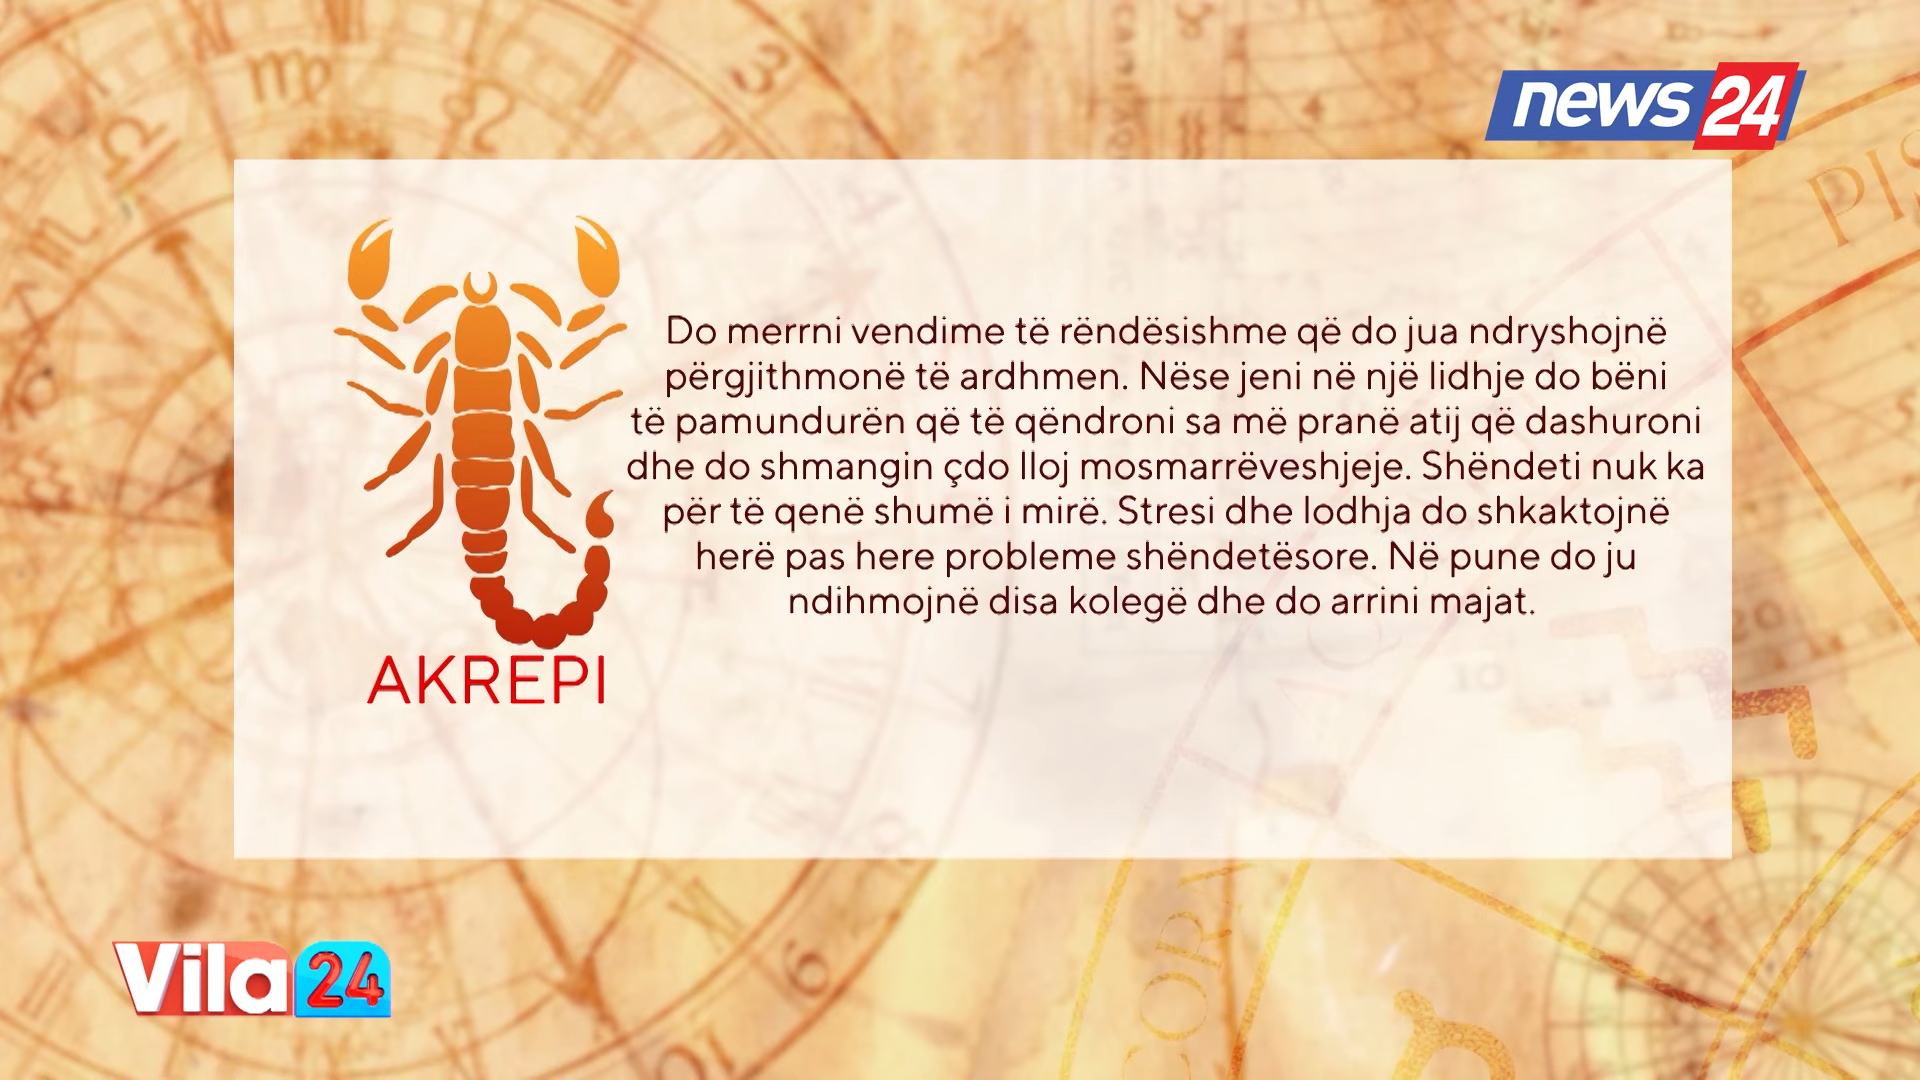 news24
Do merrni vendime të rëndësishme që do jua ndryshojnë
përgjithmonë të ardhmen. Nëse jeni në një lidhje do bëni
të pamundurën që të qëndroni sa më pranë atij që dashuroni
dhe do shmangin çdo lloj mosmarrëveshjeje. Shëndeti nuk ka
për të qenë shumë i mirë. Stresi dhe lodhja do shkaktojnë
herë pas here probleme shëndetësore. Në pune do ju
ndihmojnë disa kolegë dhe do arrini majat.
AKREPI
Vila 24